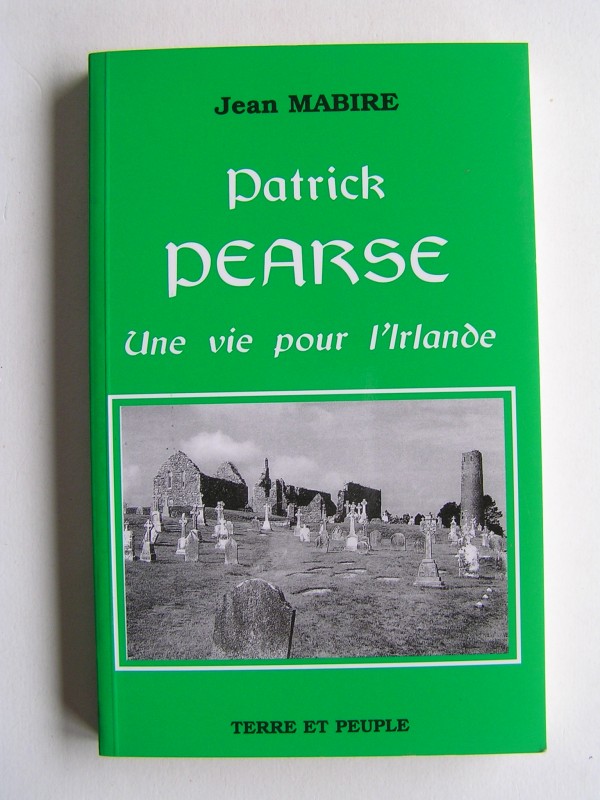 Jean MABIRE
Patrick
PEARSE
Une vie pour l'Irlande
TERRE ET PEUPLE